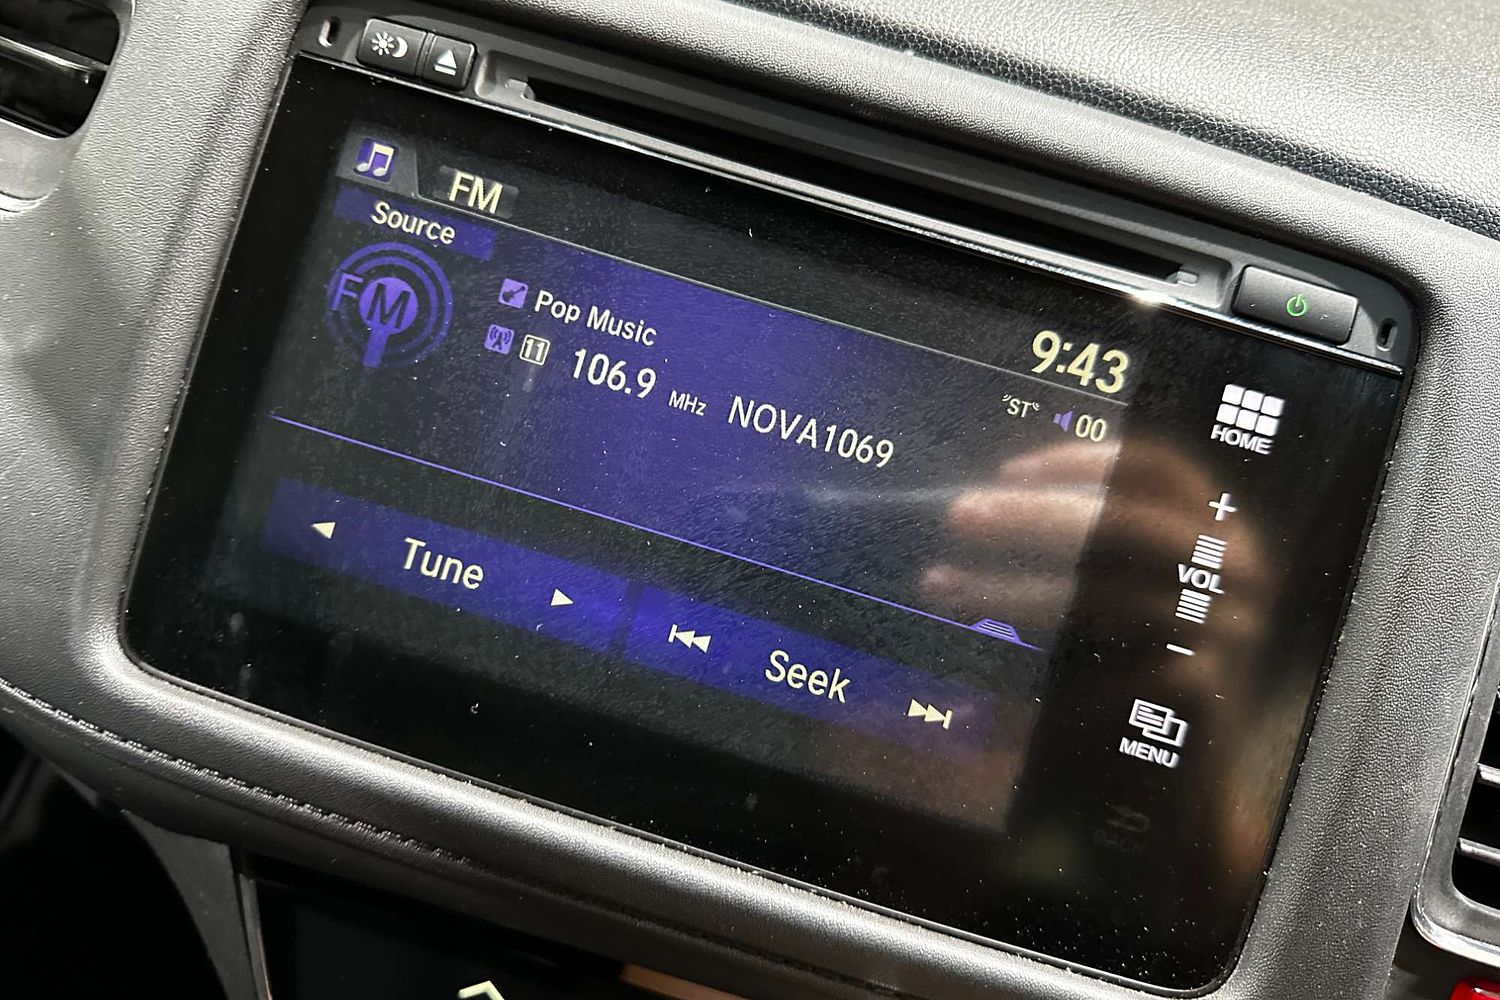 FM
Source
FM
Pop Music
11 106.9 MHz NOVA1069
9:43
"ST" 00
HOME
+
VOL
-
Tune
Seek
MENU
BACK